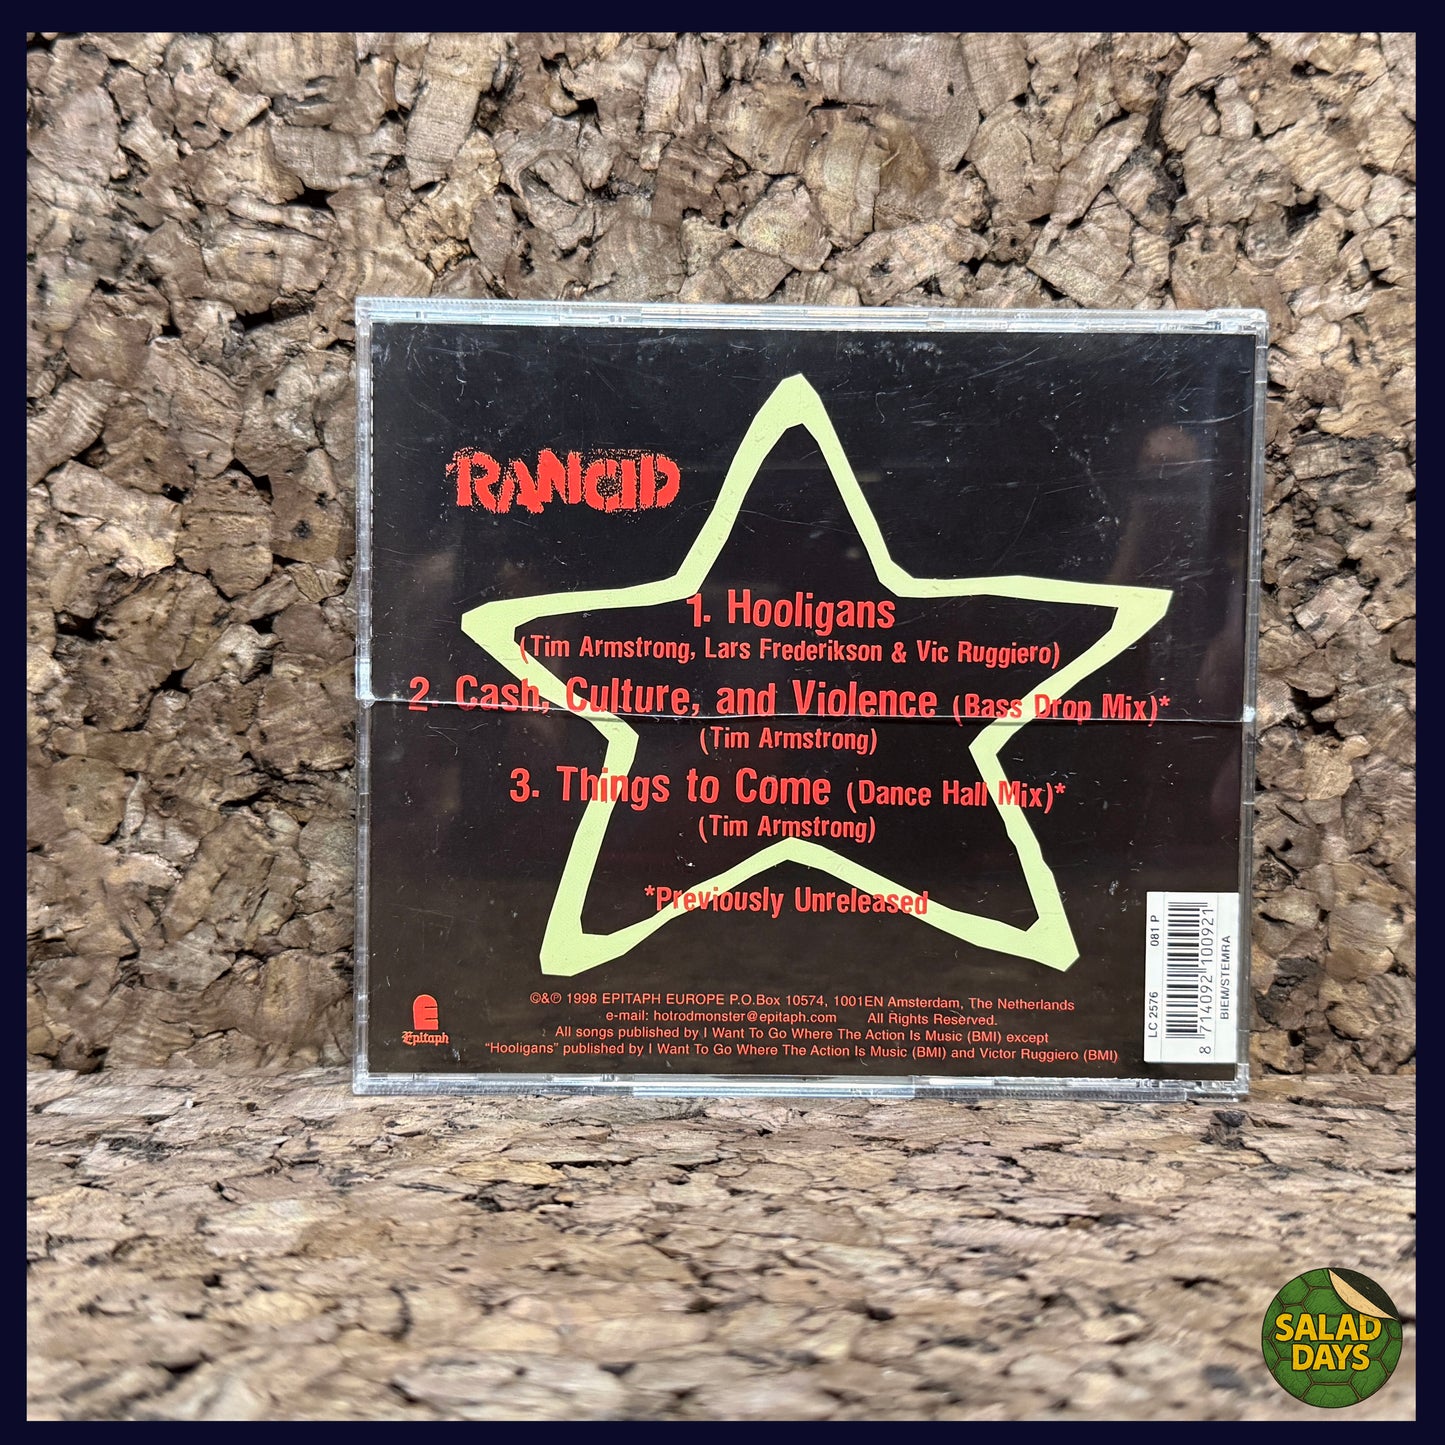 RANCID
1. Hooligans
(Tim Armstrong, Lars Frederikson & Vic Ruggiero)
2. Cash, Culture, and Violence (Bass Drop Mix)*
(Tim Armstrong)
3. Things to Come (Dance Hall Mix)*
(Tim Armstrong)
*Previously Unreleased
©&℗ 1998 EPITAPH EUROPE P.O.Box 10574, 1001EN Amsterdam, The Netherlands
e-mail: hotrodmonster@epitaph.com All Rights Reserved.
All songs published by I Want To Go Where The Action Is Music (BMI) except
"Hooligans" published by I Want To Go Where The Action Is Music (BMI) and Victor Ruggiero (BMI)
E
Epitaph
LC 2576 081 P
8 714092 100921
BIEM/STEMRA
SALAD
DAYS